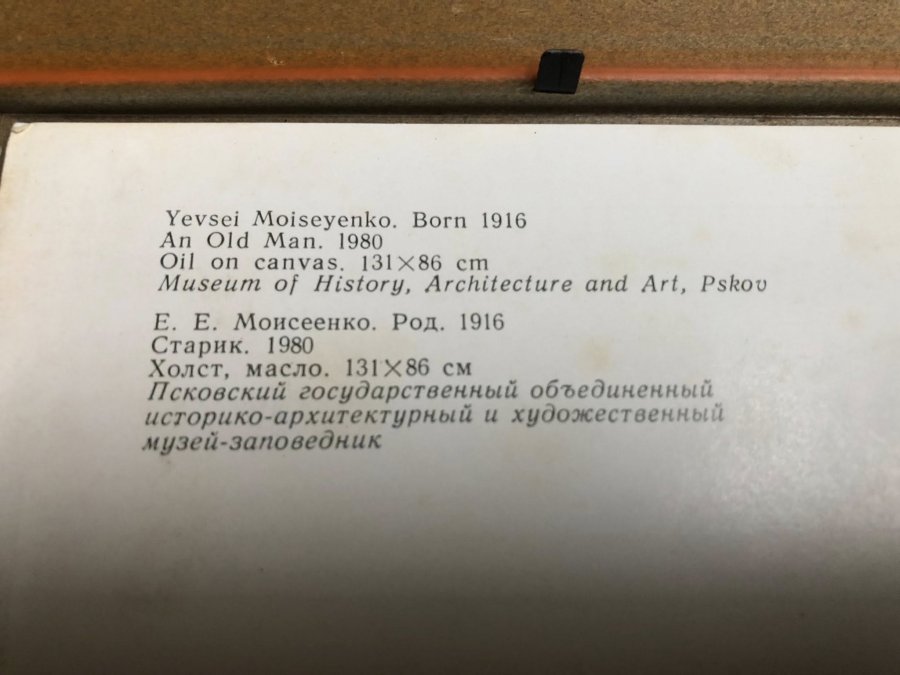 Yevsei Moiseyenko. Born 1916
An Old Man. 1980
Oil on canvas. 131×86 cm
Museum of History, Architecture and Art, Pskov
Е. Е. Моисеенко. Род. 1916
Старик. 1980
Холст, масло. 131×86 см
Псковский государственный объединенный
историко-архитектурный и художественный
музей-заповедник